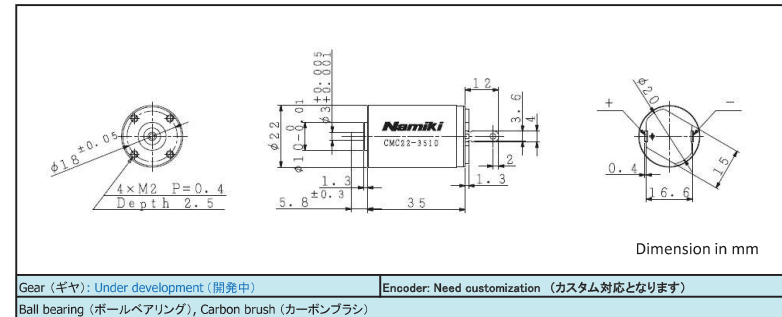 φ18±0.05
4×M2 P=0.4
Depth 2.5
φ22
φ10-0.01 0
φ3+0.005 +0.001
12
3.6
4
Namiki
CMC22-3510
2
1.3
±0.3
1.3
5.8
35
φ20
+
−
0.4
16.6
15
Dimension in mm
Gear (ギヤ): Under development (開発中)
Encoder: Need customization (カスタム対応となります)
Ball bearing (ボールベアリング), Carbon brush (カーボンブラシ)